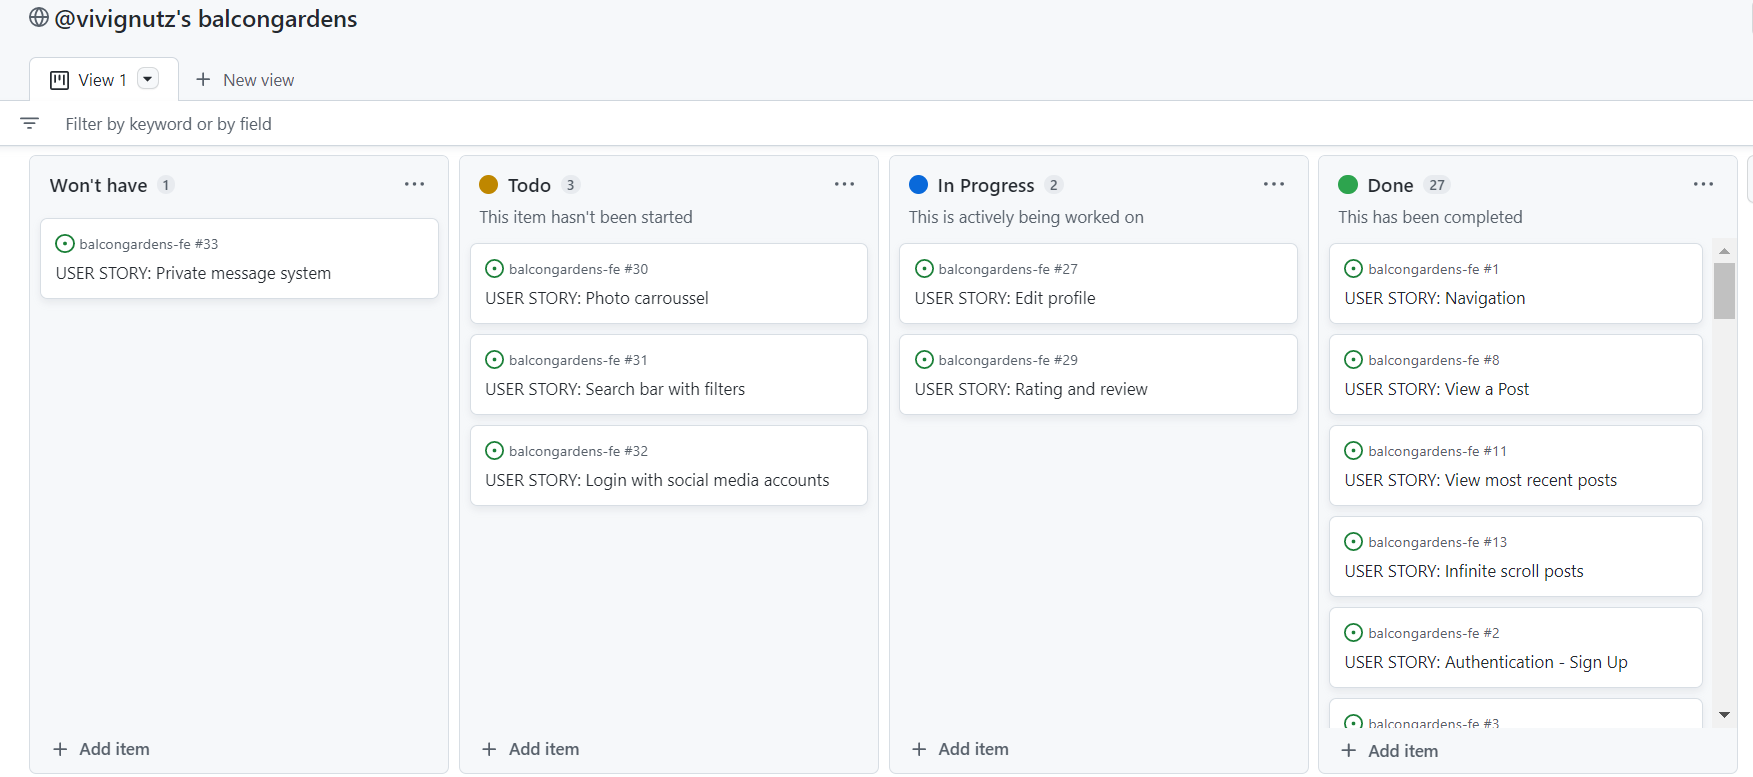 @vivignutz's balcongardens
View 1
New view
Filter by keyword or by field
Won't have 1
balcongardens-fe #33
USER STORY: Private message system
Add item
Todo 3
This item hasn't been started
balcongardens-fe #30
USER STORY: Photo carroussel
balcongardens-fe #31
USER STORY: Search bar with filters
balcongardens-fe #32
USER STORY: Login with social media accounts
Add item
In Progress 2
This is actively being worked on
balcongardens-fe #27
USER STORY: Edit profile
balcongardens-fe #29
USER STORY: Rating and review
Add item
Done 27
This has been completed
balcongardens-fe #1
USER STORY: Navigation
balcongardens-fe #8
USER STORY: View a Post
balcongardens-fe #11
USER STORY: View most recent posts
balcongardens-fe #13
USER STORY: Infinite scroll posts
balcongardens-fe #2
USER STORY: Authentication - Sign Up
balcongardens-fe #3
Add item